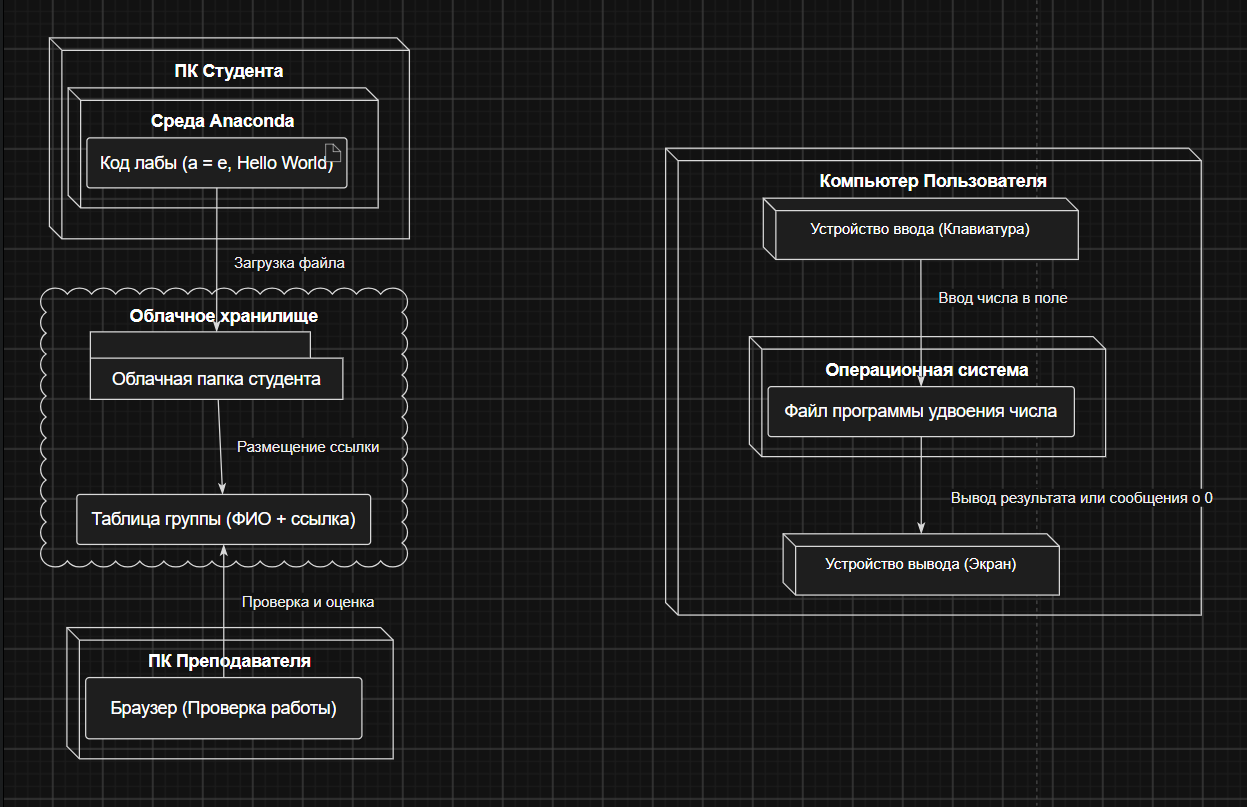 ПК Студента
Среда Anaconda
Код лабы (a = e, Hello World)
Загрузка файла
Облачное хранилище
Облачная папка студента
Размещение ссылки
Таблица группы (ФИО + ссылка)
Проверка и оценка
ПК Преподавателя
Браузер (Проверка работы)
Компьютер Пользователя
Устройство ввода (Клавиатура)
Ввод числа в поле
Операционная система
Файл программы удвоения числа
Вывод результата или сообщения о 0
Устройство вывода (Экран)